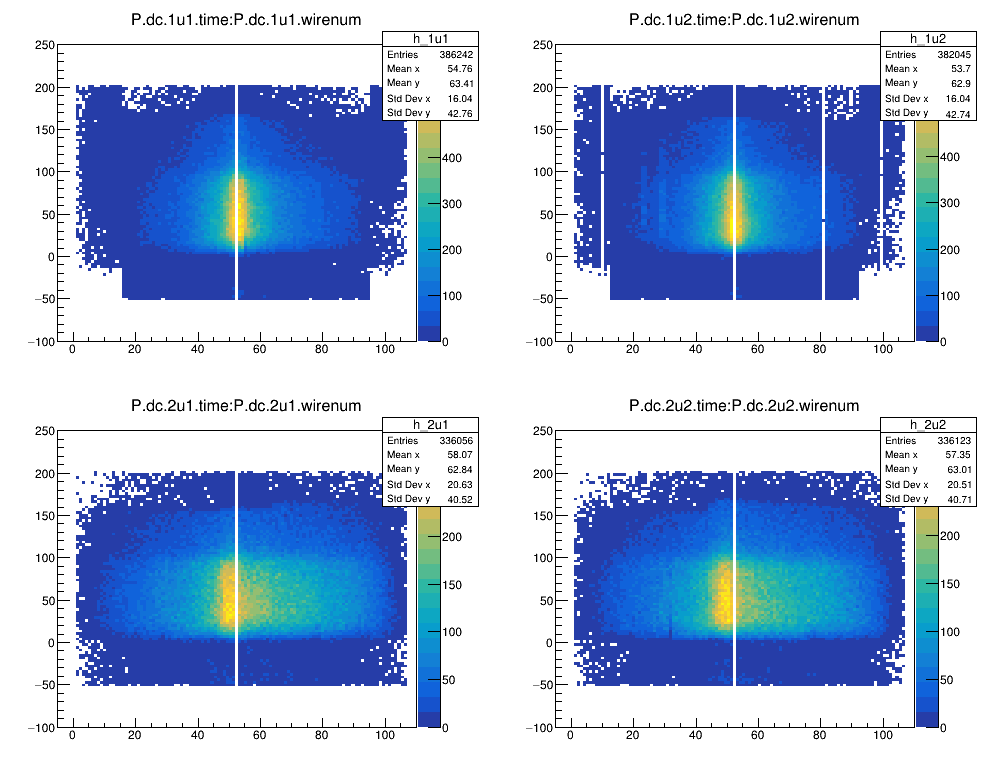 P.dc.1u1.time:P.dc.1u1.wirenum
h_1u1
Entries 386242
Mean x 54.76
Mean y 63.41
Std Dev x 16.04
Std Dev y 42.76
250
200
150
100
50
0
−50
−100
0 20 40 60 80 100
400
300
200
100
0
P.dc.1u2.time:P.dc.1u2.wirenum
h_1u2
Entries 382045
Mean x 53.7
Mean y 62.9
Std Dev x 16.04
Std Dev y 42.74
250
200
150
100
50
0
−50
−100
0 20 40 60 80 100
400
300
200
100
0
P.dc.2u1.time:P.dc.2u1.wirenum
h_2u1
Entries 336056
Mean x 58.07
Mean y 62.84
Std Dev x 20.63
Std Dev y 40.52
250
200
150
100
50
0
−50
−100
0 20 40 60 80 100
200
150
100
50
0
P.dc.2u2.time:P.dc.2u2.wirenum
h_2u2
Entries 336123
Mean x 57.35
Mean y 63.01
Std Dev x 20.51
Std Dev y 40.71
250
200
150
100
50
0
−50
−100
0 20 40 60 80 100
200
150
100
50
0